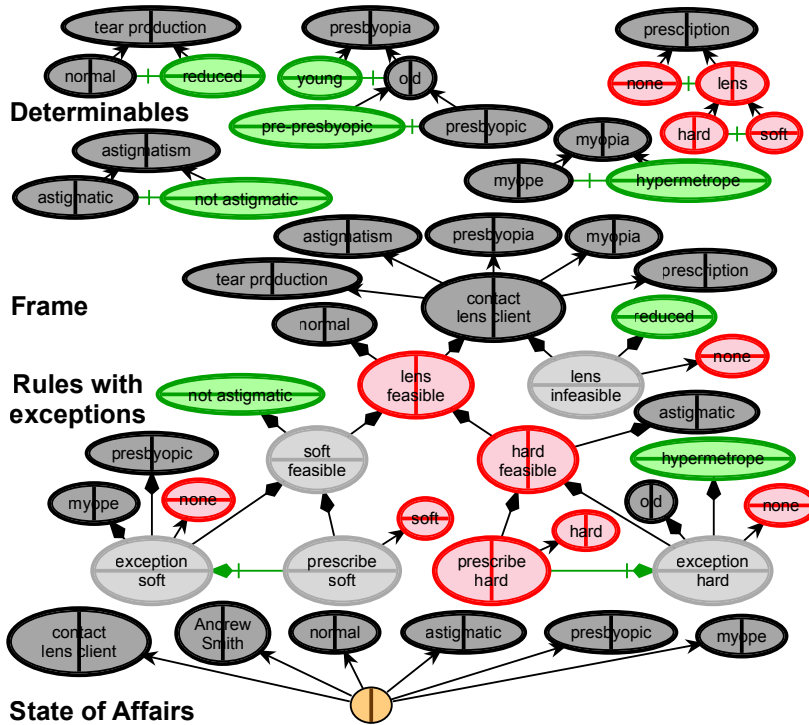 tear production
presbyopia
prescription
normal
reduced
young
old
none
lens
Determinables
pre-presbyopic
presbyopic
hard
soft
astigmatism
myopia
astigmatic
not astigmatic
myope
hypermetrope
astigmatism
presbyopia
myopia
tear production
prescription
Frame
contact
lens client
normal
reduced
none
Rules with
exceptions
lens
feasible
lens
infeasible
not astigmatic
astigmatic
presbyopic
soft
feasible
hard
feasible
hypermetrope
myope
none
soft
hard
old
none
exception
soft
prescribe
soft
prescribe
hard
exception
hard
contact
lens client
Andrew
Smith
normal
astigmatic
presbyopic
myope
State of Affairs